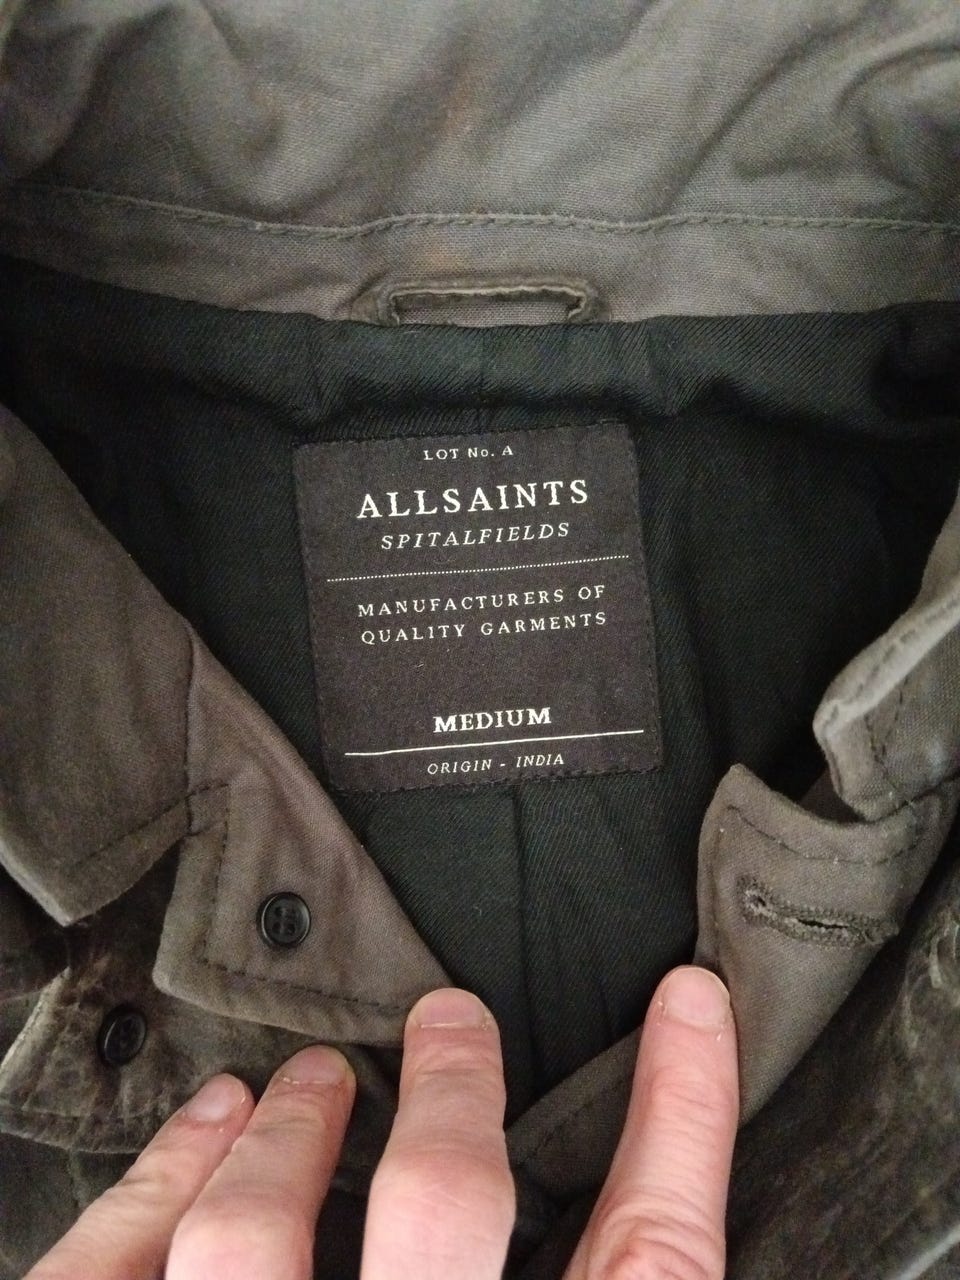 LOT No. A
ALLSAINTS
SPITALFIELDS
MANUFACTURERS OF
QUALITY GARMENTS
MEDIUM
ORIGIN - INDIA